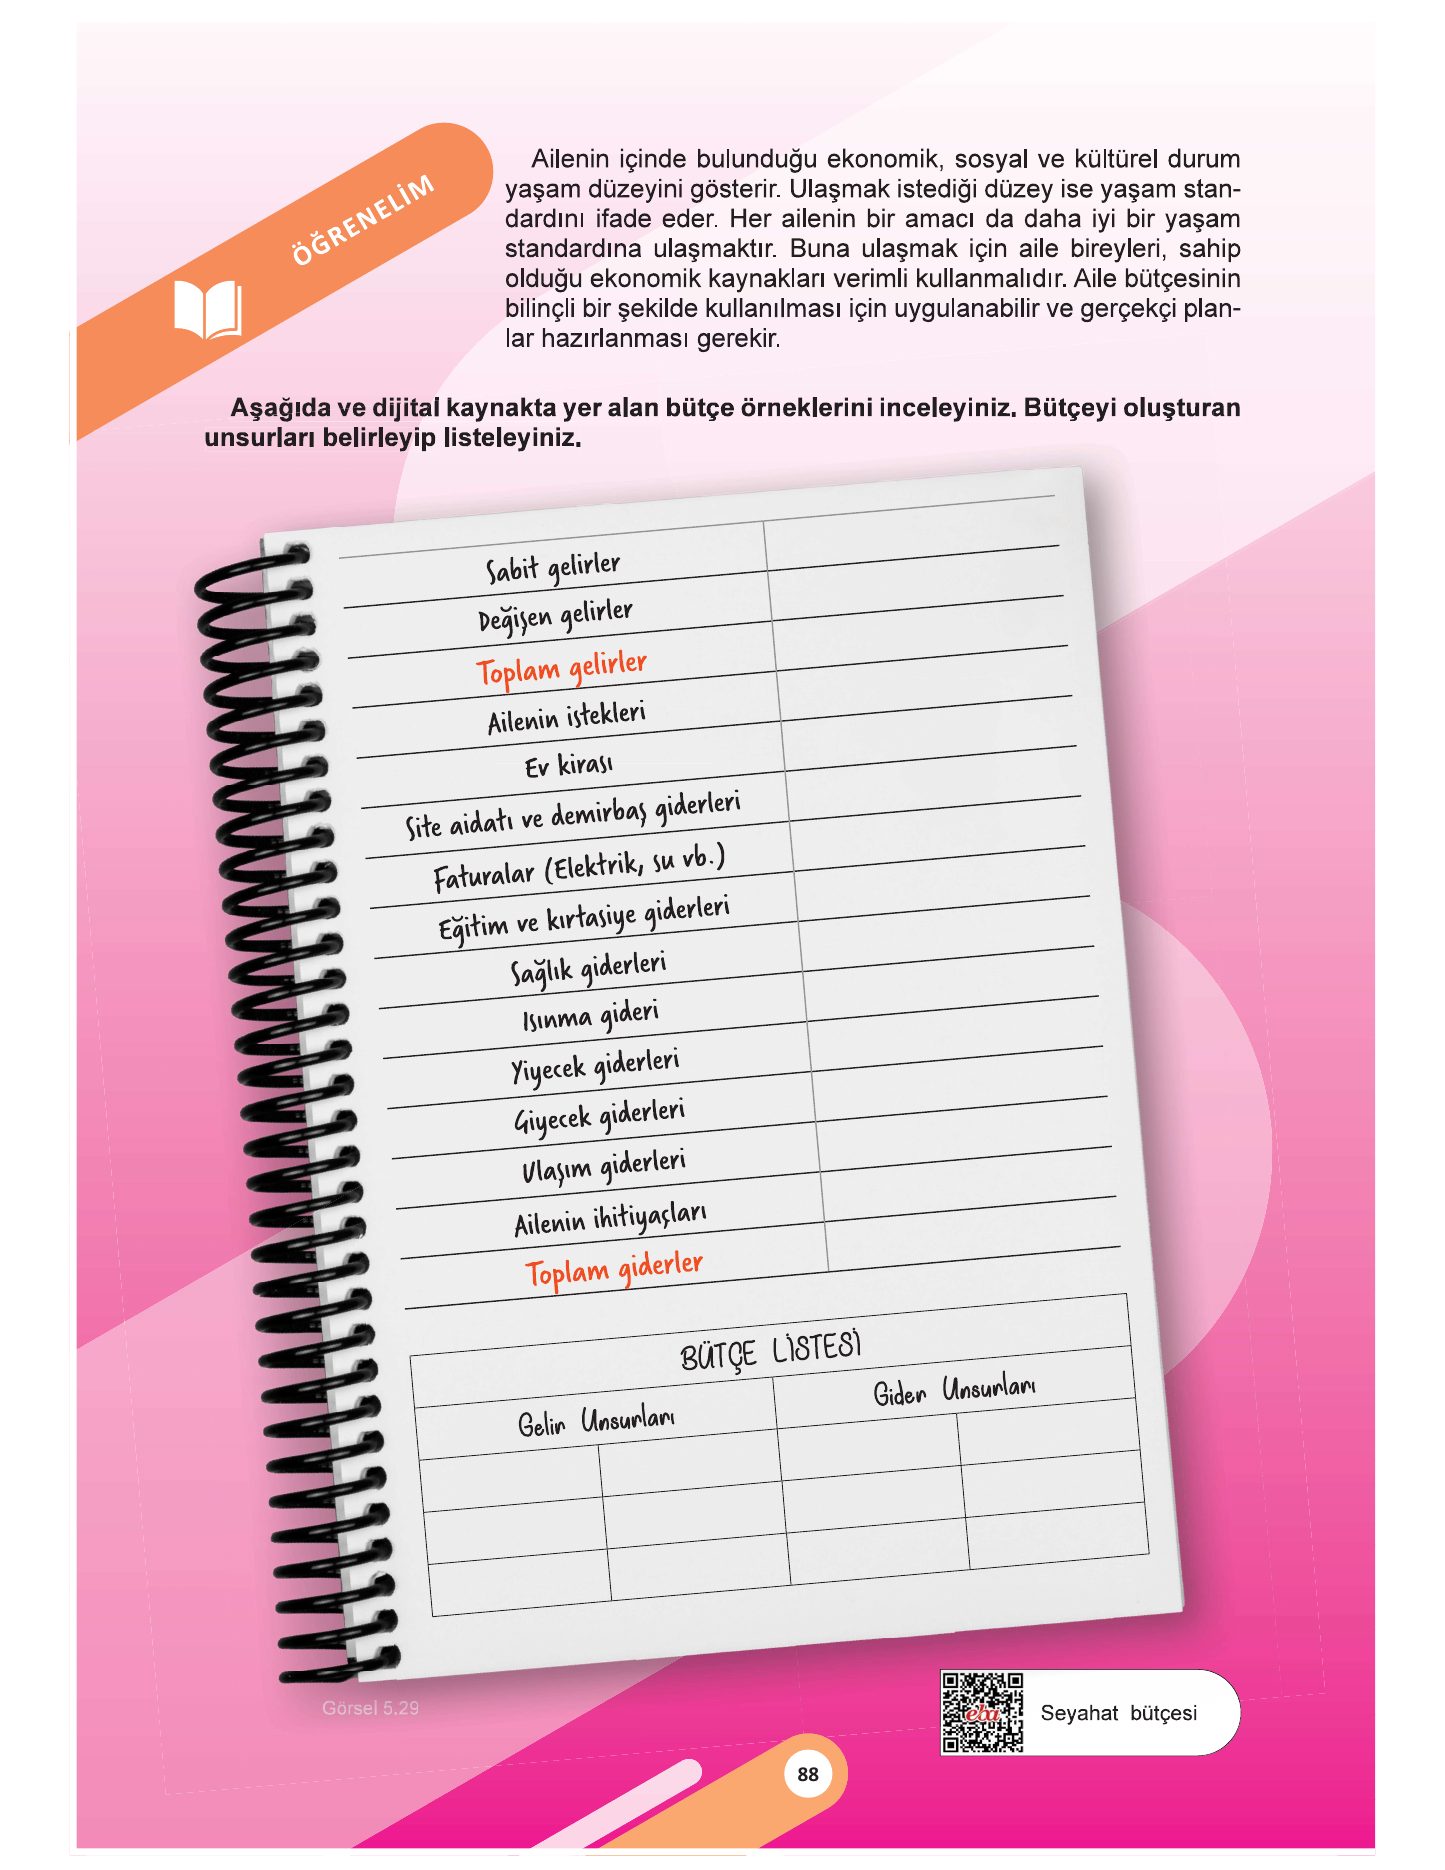 ÖĞRENELİM
Ailenin içinde bulunduğu ekonomik, sosyal ve kültürel durum
yaşam düzeyini gösterir. Ulaşmak istediği düzey ise yaşam stan-
dardını ifade eder. Her ailenin bir amacı da daha iyi bir yaşam
standardına ulaşmaktır. Buna ulaşmak için aile bireyleri, sahip
olduğu ekonomik kaynakları verimli kullanmalıdır. Aile bütçesinin
bilinçli bir şekilde kullanılması için uygulanabilir ve gerçekçi plan-
lar hazırlanması gerekir.
Aşağıda ve dijital kaynakta yer alan bütçe örneklerini inceleyiniz. Bütçeyi oluşturan
unsurları belirleyip listeleyiniz.
Sabit gelirler
Değişen gelirler
Toplam gelirler
Ailenin istekleri
Ev kirası
Site aidatı ve demirbaş giderleri
Faturalar (Elektrik, su vb.)
Eğitim ve kırtasiye giderleri
Sağlık giderleri
Isınma gideri
Yiyecek giderleri
Giyecek giderleri
Ulaşım giderleri
Ailenin ihitiyaçları
Toplam giderler
BÜTÇE LİSTESİ
Gelir Unsurları
Gider Unsurları
Görsel 5.29
eba
Seyahat bütçesi
88